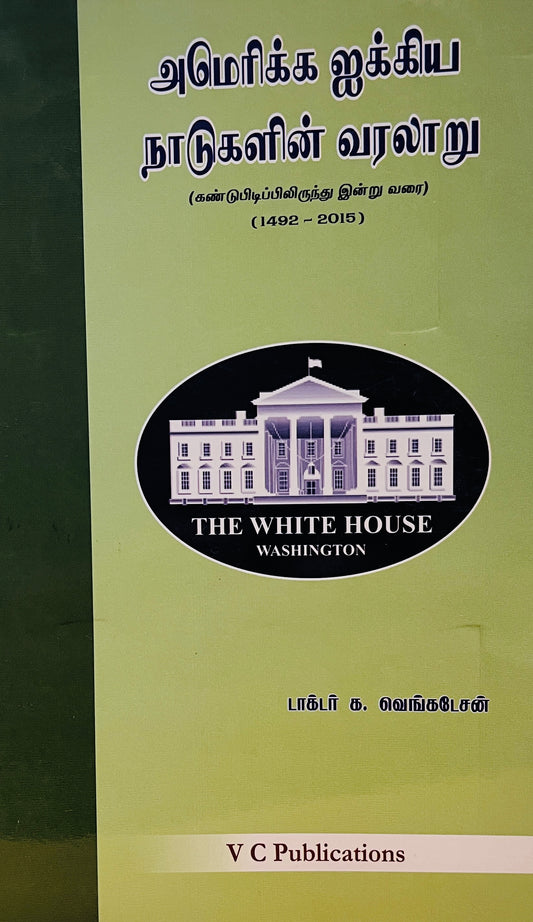 அமெரிக்க ஐக்கிய
நாடுகளின் வரலாறு
(கண்டுபிடிப்பிலிருந்து இன்று வரை)
(1492 - 2015)
THE WHITE HOUSE
WASHINGTON
டாக்டர் க. வெங்கடேசன்
V C Publications